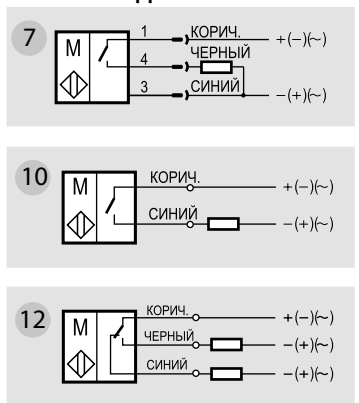 7
M
1 КОРИЧ. +(−)(~)
4 ЧЕРНЫЙ
3 СИНИЙ −(+)(~)
10
M
КОРИЧ. +(−)(~)
СИНИЙ −(+)(~)
12
M
КОРИЧ. +(−)(~)
ЧЕРНЫЙ −(+)(~)
СИНИЙ −(+)(~)